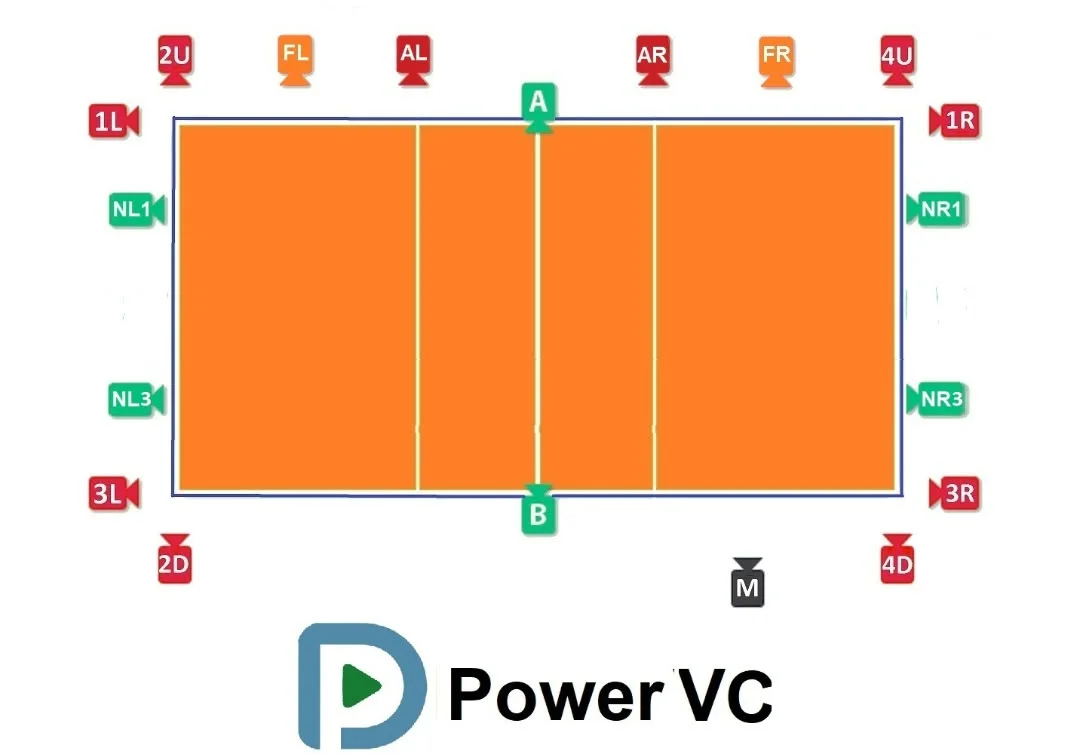 2U FL AL AR FR 4U
1L A 1R
NL1 NR1
NL3 NR3
3L B 3R
2D M 4D
Power VC